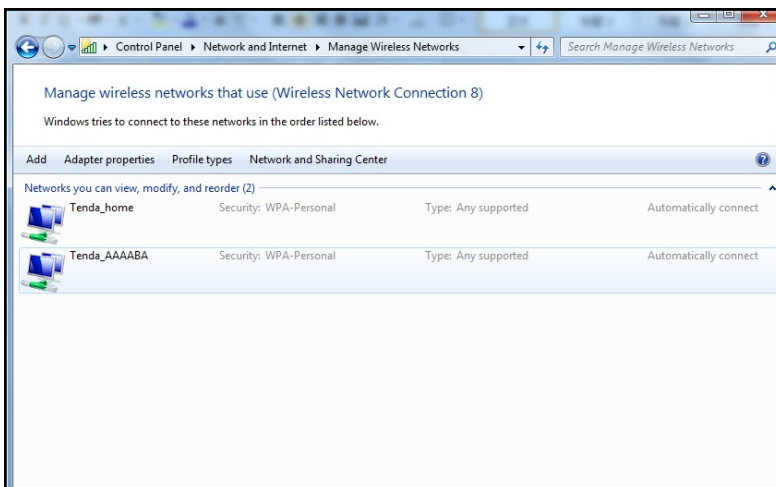 Control Panel Network and Internet Manage Wireless Networks Search Manage Wireless Networks
Manage wireless networks that use (Wireless Network Connection 8)
Windows tries to connect to these networks in the order listed below.
Add Adapter properties Profile types Network and Sharing Center
Networks you can view, modify, and reorder (2)
Tenda_home Security: WPA-Personal Type: Any supported Automatically connect
Tenda_AAAABA Security: WPA-Personal Type: Any supported Automatically connect